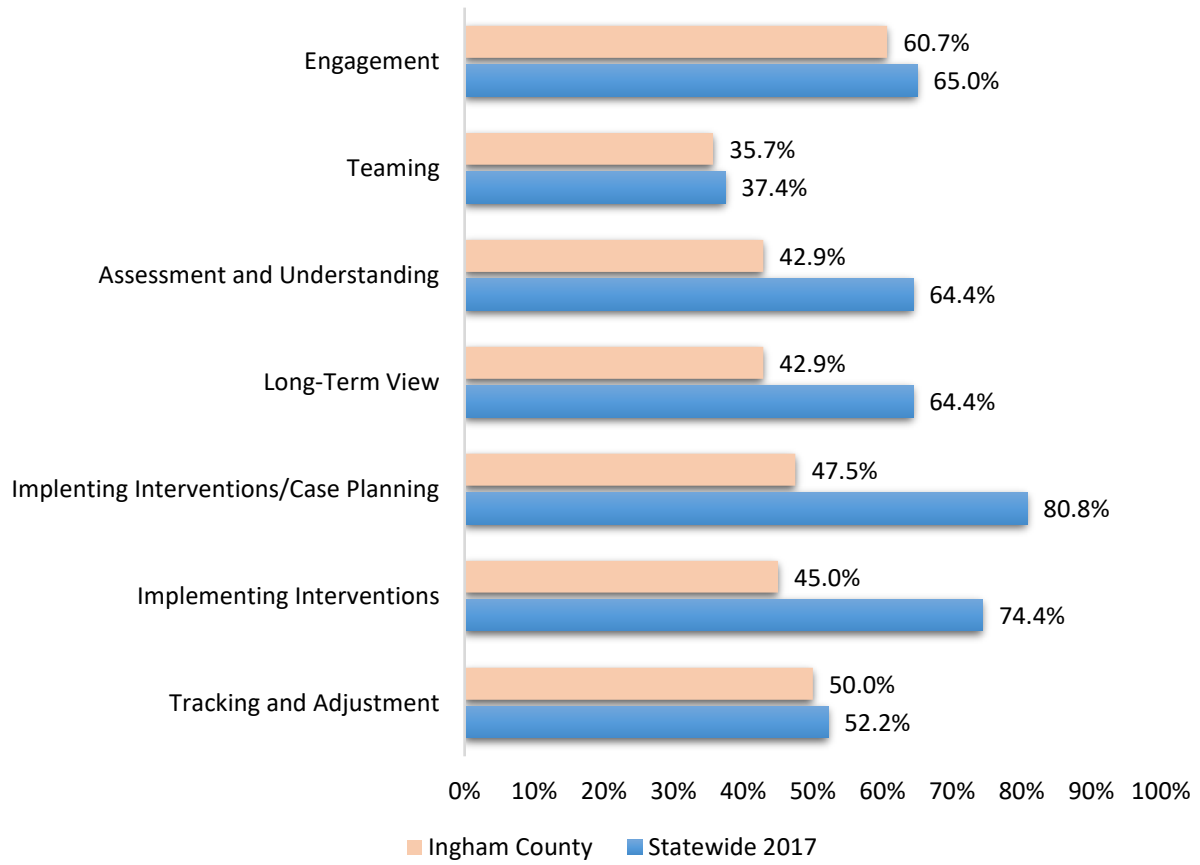 Engagement
60.7%
65.0%
Teaming
35.7%
37.4%
Assessment and Understanding
42.9%
64.4%
Long-Term View
42.9%
64.4%
Implenting Interventions/Case Planning
47.5%
80.8%
Implementing Interventions
45.0%
74.4%
Tracking and Adjustment
50.0%
52.2%
0% 10% 20% 30% 40% 50% 60% 70% 80% 90% 100%
Ingham County Statewide 2017